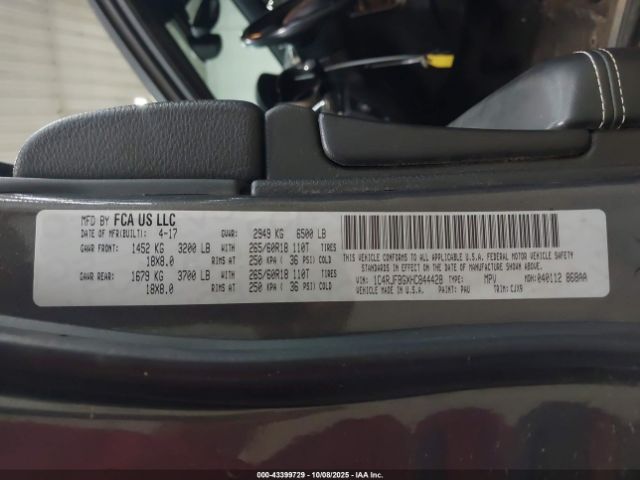 MFD BY FCA US LLC
DATE OF MFR(BUILT): 4-17 GVWR: 2949 KG 6500 LB
GAWR FRONT: 1452 KG 3200 LB WITH 265/60R18 110T TIRES
18X8.0 RIMS AT 250 KPA ( 36 PSI) COLD
GAWR REAR: 1679 KG 3700 LB WITH 265/60R18 110T TIRES
18X8.0 RIMS AT 250 KPA ( 36 PSI) COLD
THIS VEHICLE CONFORMS TO ALL APPLICABLE U.S.A. FEDERAL MOTOR VEHICLE SAFETY
STANDARDS IN EFFECT ON THE DATE OF MANUFACTURE SHOWN ABOVE.
VIN: 1C4RJFBGXHC844428 TYPE: MPV MDH: 040112 868AA
VEHICLE MADE IN U.S.A. PAINT: PAU TRIM: CJX9
000-43399729 - 10/08/2025 - IAA Inc.